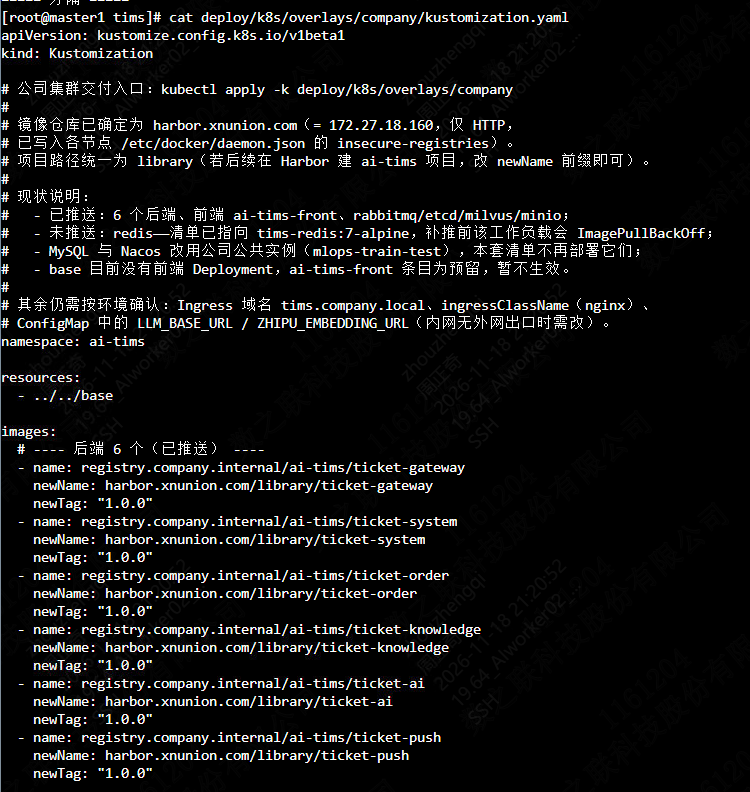 [root@master1 tims]# cat deploy/k8s/overlays/company/kustomization.yaml
apiVersion: kustomize.config.k8s.io/v1beta1
kind: Kustomization

# 公司集群交付入口：kubectl apply -k deploy/k8s/overlays/company
#
# 镜像仓库已确定为 harbor.xnunion.com（= 172.27.18.160，仅 HTTP，
# 已写入各节点 /etc/docker/daemon.json 的 insecure-registries）。
# 项目路径统一为 library（若后续在 Harbor 建 ai-tims 项目，改 newName 前缀即可）。
#
# 现状说明：
#   - 已推送：6 个后端、前端 ai-tims-front、rabbitmq/etcd/milvus/minio；
#   - 未推送：redis——清单已指向 tims-redis:7-alpine，补推前该工作负载会 ImagePullBackOff；
#   - MySQL 与 Nacos 改用公司公共实例（mlops-train-test），本套清单不再部署它们；
#   - base 目前没有前端 Deployment，ai-tims-front 条目为预留，暂不生效。
#
# 其余仍需按环境确认：Ingress 域名 tims.company.local、ingressClassName（nginx）、
# ConfigMap 中的 LLM_BASE_URL / ZHIPU_EMBEDDING_URL（内网无外网出口时需改）。
namespace: ai-tims

resources:
  - ../../base

images:
  # ---- 后端 6 个（已推送） ----
  - name: registry.company.internal/ai-tims/ticket-gateway
    newName: harbor.xnunion.com/library/ticket-gateway
    newTag: "1.0.0"
  - name: registry.company.internal/ai-tims/ticket-system
    newName: harbor.xnunion.com/library/ticket-system
    newTag: "1.0.0"
  - name: registry.company.internal/ai-tims/ticket-order
    newName: harbor.xnunion.com/library/ticket-order
    newTag: "1.0.0"
  - name: registry.company.internal/ai-tims/ticket-knowledge
    newName: harbor.xnunion.com/library/ticket-knowledge
    newTag: "1.0.0"
  - name: registry.company.internal/ai-tims/ticket-ai
    newName: harbor.xnunion.com/library/ticket-ai
    newTag: "1.0.0"
  - name: registry.company.internal/ai-tims/ticket-push
    newName: harbor.xnunion.com/library/ticket-push
    newTag: "1.0.0"